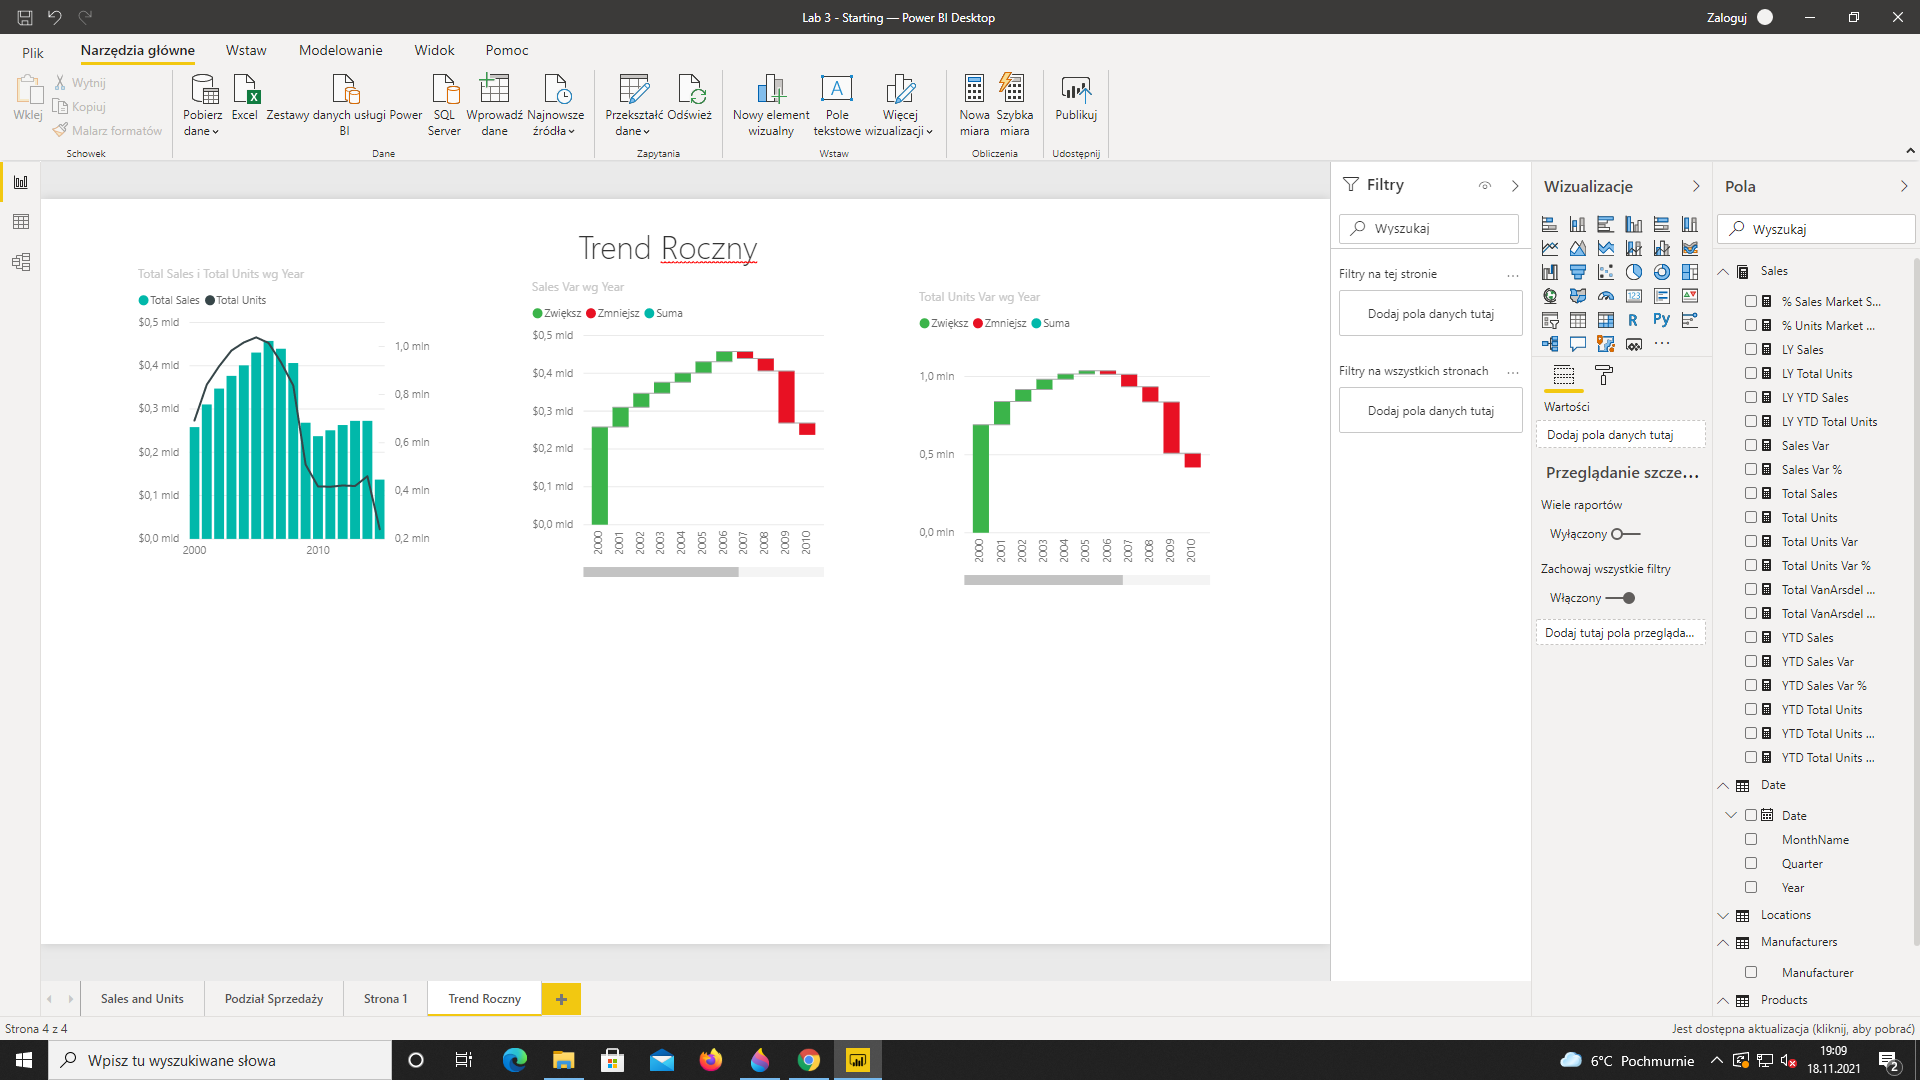 Lab 3 - Starting — Power BI Desktop
Zaloguj
Plik
Narzędzia główne
Wstaw
Modelowanie
Widok
Pomoc
Wklej
Wytnij
Kopiuj
Malarz formatów
Schowek
Pobierz
dane
Excel
Zestawy danych usługi Power
BI
SQL
Server
Wprowadź
dane
Najnowsze
źródła
Dane
Przekształć
dane
Odśwież
Zapytania
Nowy element
wizualny
Pole
tekstowe
Więcej
wizualizacji
Wstaw
Nowa
miara
Szybka
miara
Obliczenia
Publikuj
Udostępnij
Trend Roczny
Total Sales i Total Units wg Year
Total Sales Total Units
$0,5 mld
$0,4 mld
$0,3 mld
$0,2 mld
$0,1 mld
$0,0 mld
1,0 mln
0,8 mln
0,6 mln
0,4 mln
0,2 mln
2000 2010
Sales Var wg Year
Zwiększ Zmniejsz Suma
$0,5 mld
$0,4 mld
$0,3 mld
$0,2 mld
$0,1 mld
$0,0 mld
2000 2001 2002 2003 2004 2005 2006 2007 2008 2009 2010
Total Units Var wg Year
Zwiększ Zmniejsz Suma
1,0 mln
0,5 mln
0,0 mln
2000 2001 2002 2003 2004 2005 2006 2007 2008 2009 2010
Filtry
Wyszukaj
Filtry na tej stronie ...
Dodaj pola danych tutaj
Filtry na wszystkich stronach ...
Dodaj pola danych tutaj
Wizualizacje
123
R
Py
...
Wartości
Dodaj pola danych tutaj
Przeglądanie szcze...
Wiele raportów
Wyłączony
Zachowaj wszystkie filtry
Włączony
Dodaj tutaj pola przegląda...
Pola
Wyszukaj
Sales
% Sales Market S...
% Units Market ...
LY Sales
LY Total Units
LY YTD Sales
LY YTD Total Units
Sales Var
Sales Var %
Total Sales
Total Units
Total Units Var
Total Units Var %
Total VanArsdel ...
Total VanArsdel ...
YTD Sales
YTD Sales Var
YTD Sales Var %
YTD Total Units
YTD Total Units ...
YTD Total Units ...
Date
Date
MonthName
Quarter
Year
Locations
Manufacturers
Manufacturer
Products
Sales and Units
Podział Sprzedaży
Strona 1
Trend Roczny
Strona 4 z 4
Jest dostępna aktualizacja (kliknij, aby pobrać)
Wpisz tu wyszukiwane słowa
6°C Pochmurnie
19:09
18.11.2021
2